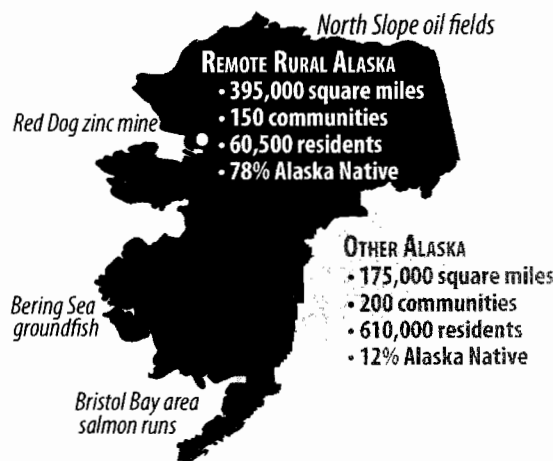 North Slope oil fields
REMOTE RURAL ALASKA
• 395,000 square miles
• 150 communities
• 60,500 residents
• 78% Alaska Native
Red Dog zinc mine
OTHER ALASKA
• 175,000 square miles
• 200 communities
• 610,000 residents
• 12% Alaska Native
Bering Sea
groundfish
Bristol Bay area
salmon runs